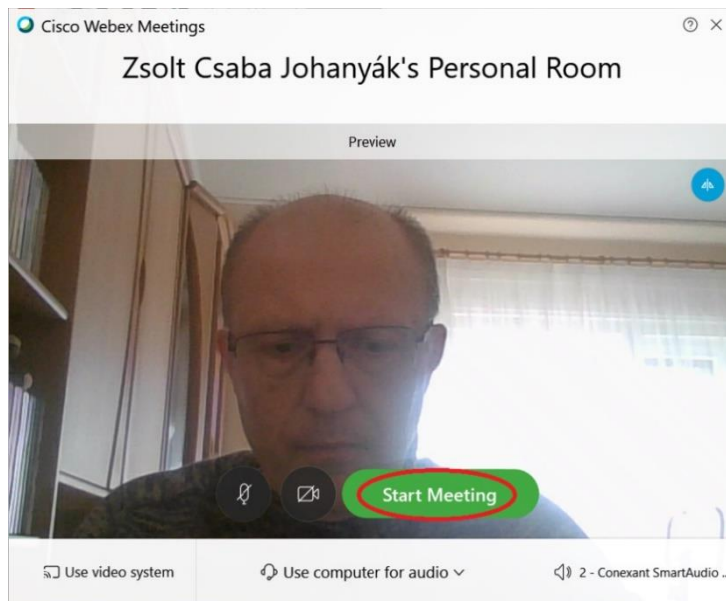 Cisco Webex Meetings
Zsolt Csaba Johanyák's Personal Room
Preview
Start Meeting
Use video system
Use computer for audio
2 - Conexant SmartAudio ..